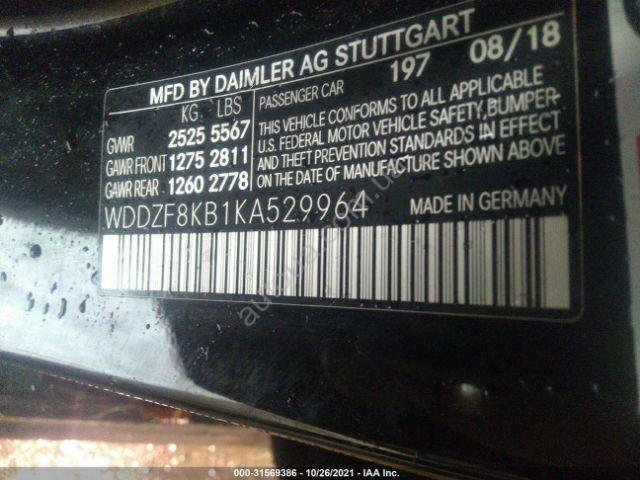 MFD BY DAIMLER AG STUTTGART
KG LBS
PASSENGER CAR 197 08/18
GVWR 2525 5567
GAWR FRONT 1275 2811
GAWR REAR 1260 2778
THIS VEHICLE CONFORMS TO ALL APPLICABLE
U.S. FEDERAL MOTOR VEHICLE SAFETY, BUMPER-
AND THEFT PREVENTION STANDARDS IN EFFECT
ON THE DATE OF MANUFACTURE SHOWN ABOVE
WDDZF8KB1KA529964 MADE IN GERMANY
000-31569386 - 10/26/2021 - IAA Inc.